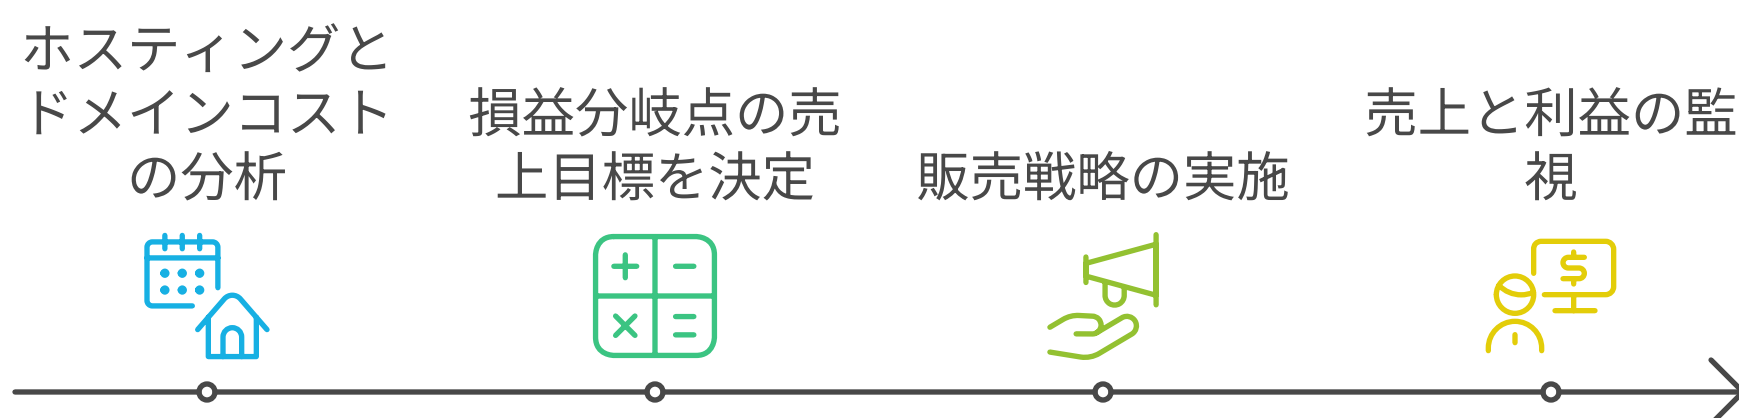 ホスティングと
ドメインコスト
の分析
損益分岐点の売
上目標を決定
販売戦略の実施
売上と利益の監
視